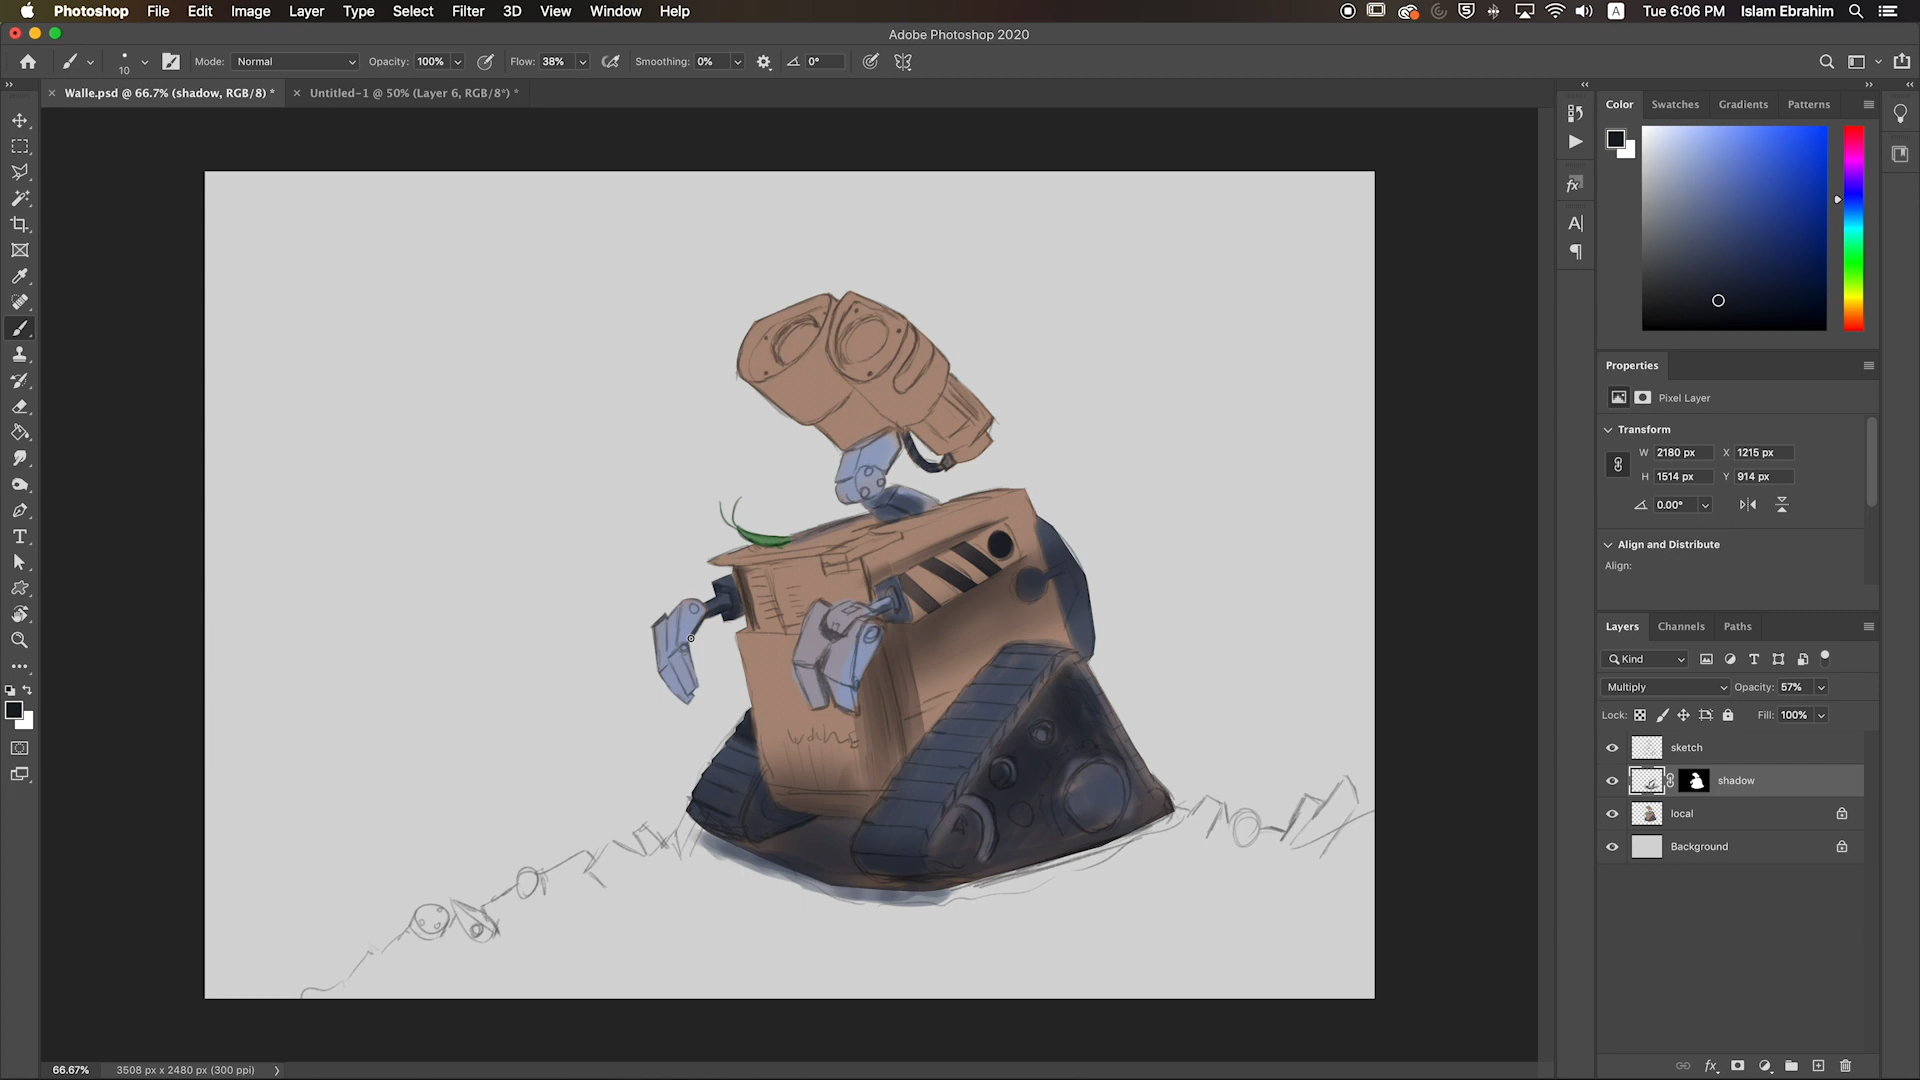 Photoshop File Edit Image Layer Type Select Filter 3D View Window Help
A Tue 6:06 PM Islam Ebrahim
Adobe Photoshop 2020
10 Mode: Normal Opacity: 100% Flow: 38% Smoothing: 0% 0°
Walle.psd @ 66.7% (shadow, RGB/8) * Untitled-1 @ 50% (Layer 6, RGB/8*) *
Color Swatches Gradients Patterns
Properties
Pixel Layer
Transform
W 2180 px X 1215 px
H 1514 px Y 914 px
0.00°
Align and Distribute
Align:
Layers Channels Paths
Kind
Multiply Opacity: 57%
Lock: Fill: 100%
sketch
shadow
local
Background
66.67% 3508 px x 2480 px (300 ppi)